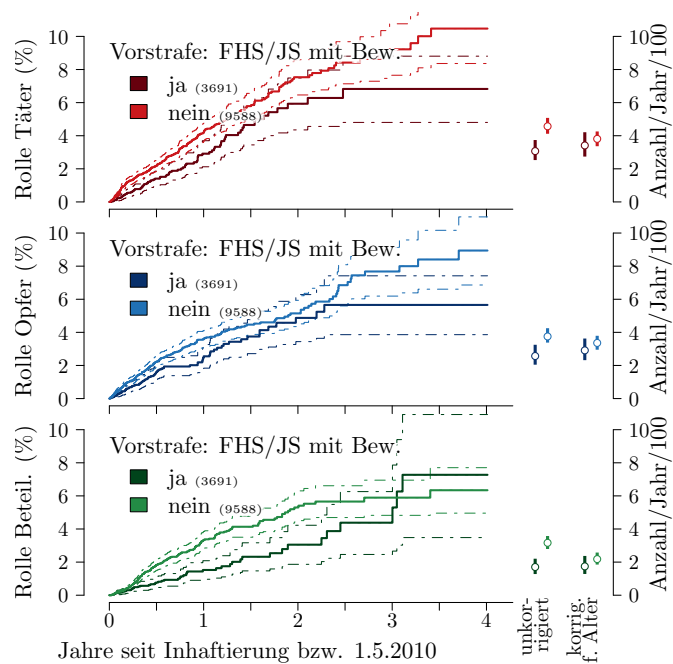 Rolle Täter (%)
10
8
6
4
2
0
Vorstrafe: FHS/JS mit Bew.
ja (3691)
nein (9588)
10
8
6
4
2
0
Anzahl/Jahr/100
Rolle Opfer (%)
10
8
6
4
2
0
Vorstrafe: FHS/JS mit Bew.
ja (3691)
nein (9588)
10
8
6
4
2
0
Anzahl/Jahr/100
Rolle Beteil. (%)
10
8
6
4
2
0
Vorstrafe: FHS/JS mit Bew.
ja (3691)
nein (9588)
10
8
6
4
2
0
Anzahl/Jahr/100
0 1 2 3 4
Jahre seit Inhaftierung bzw. 1.5.2010
unkor-
rigiert
korrig.
f. Alter